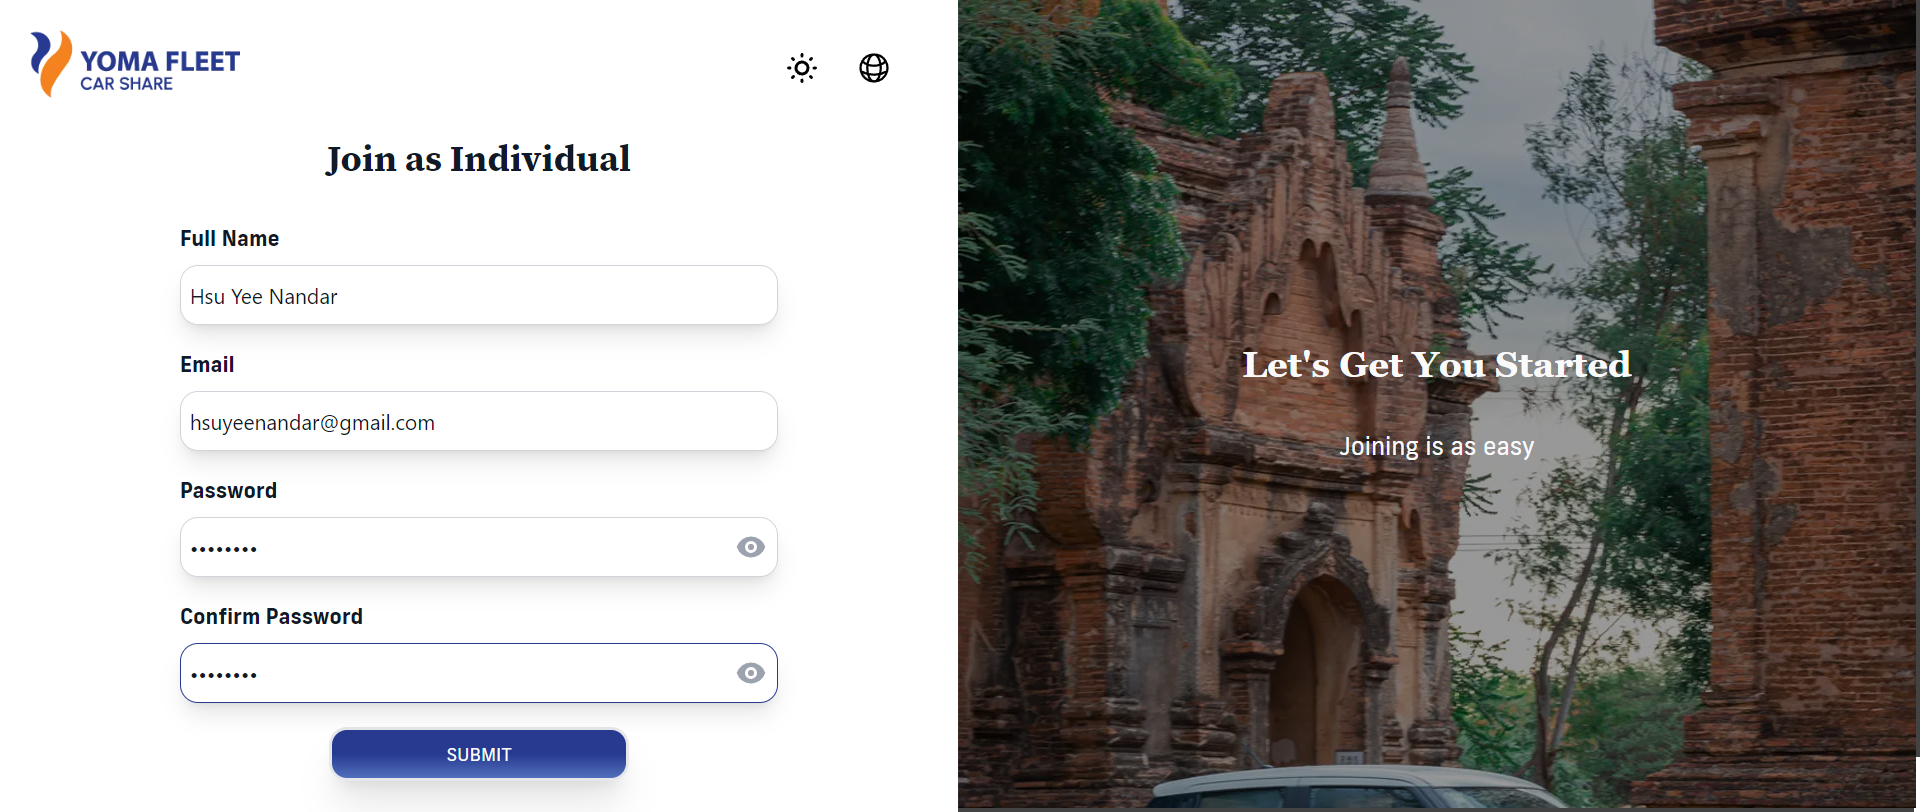 YOMA FLEET
CAR SHARE
Join as Individual
Full Name
Hsu Yee Nandar
Email
hsuyeenandar@gmail.com
Password
••••••••
Confirm Password
••••••••
SUBMIT
Let's Get You Started
Joining is as easy